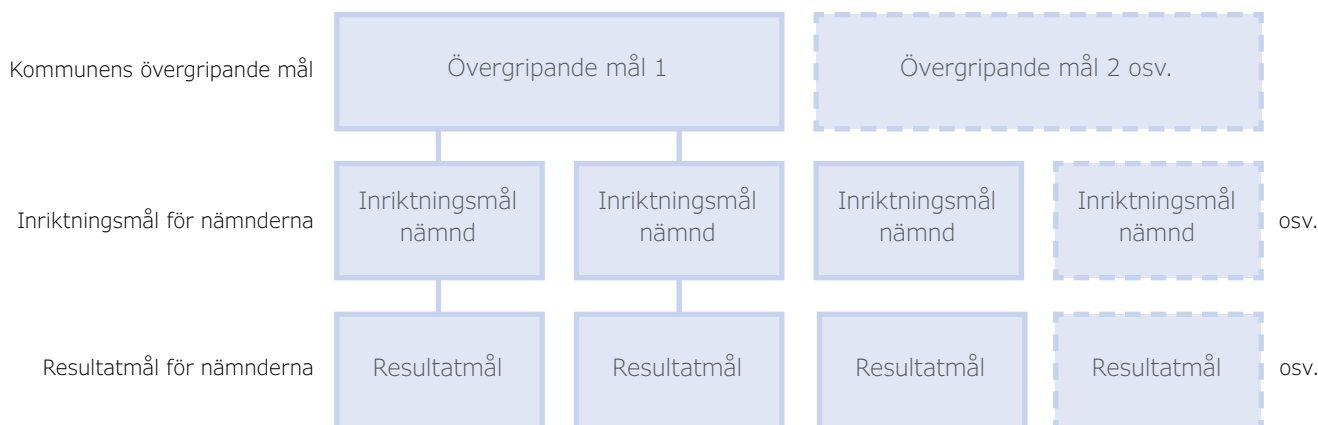 Kommunens övergripande mål
Övergripande mål 1
Övergripande mål 2 osv.
Inriktningsmål för nämnderna
Inriktningsmål
nämnd
Inriktningsmål
nämnd
Inriktningsmål
nämnd
Inriktningsmål
nämnd
osv.
Resultatmål för nämnderna
Resultatmål
Resultatmål
Resultatmål
Resultatmål
osv.